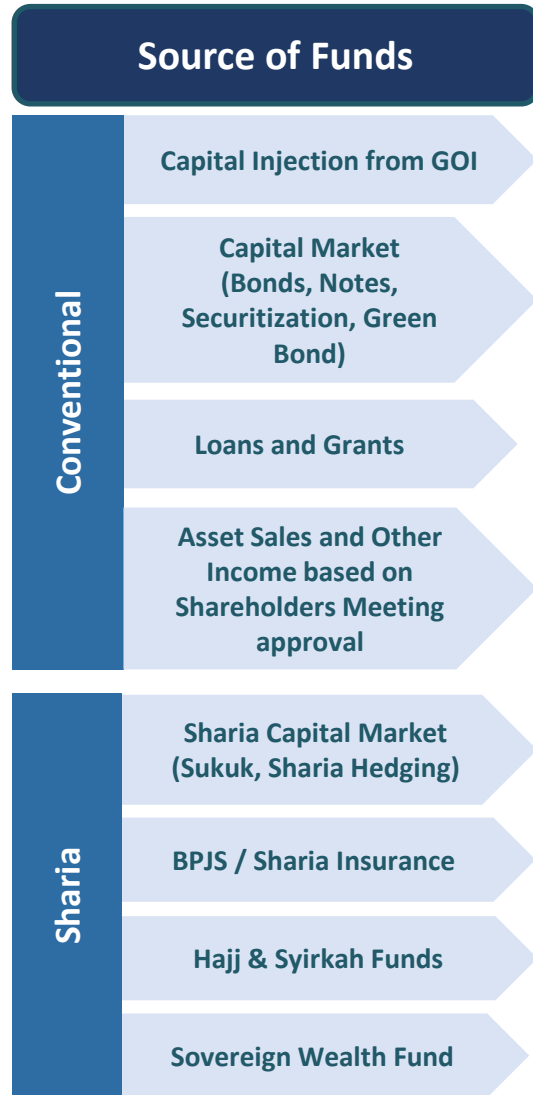 Source of Funds
Conventional
Capital Injection from GOI
Capital Market
(Bonds, Notes,
Securitization, Green
Bond)
Loans and Grants
Asset Sales and Other
Income based on
Shareholders Meeting
approval
Sharia
Sharia Capital Market
(Sukuk, Sharia Hedging)
BPJS / Sharia Insurance
Hajj & Syirkah Funds
Sovereign Wealth Fund